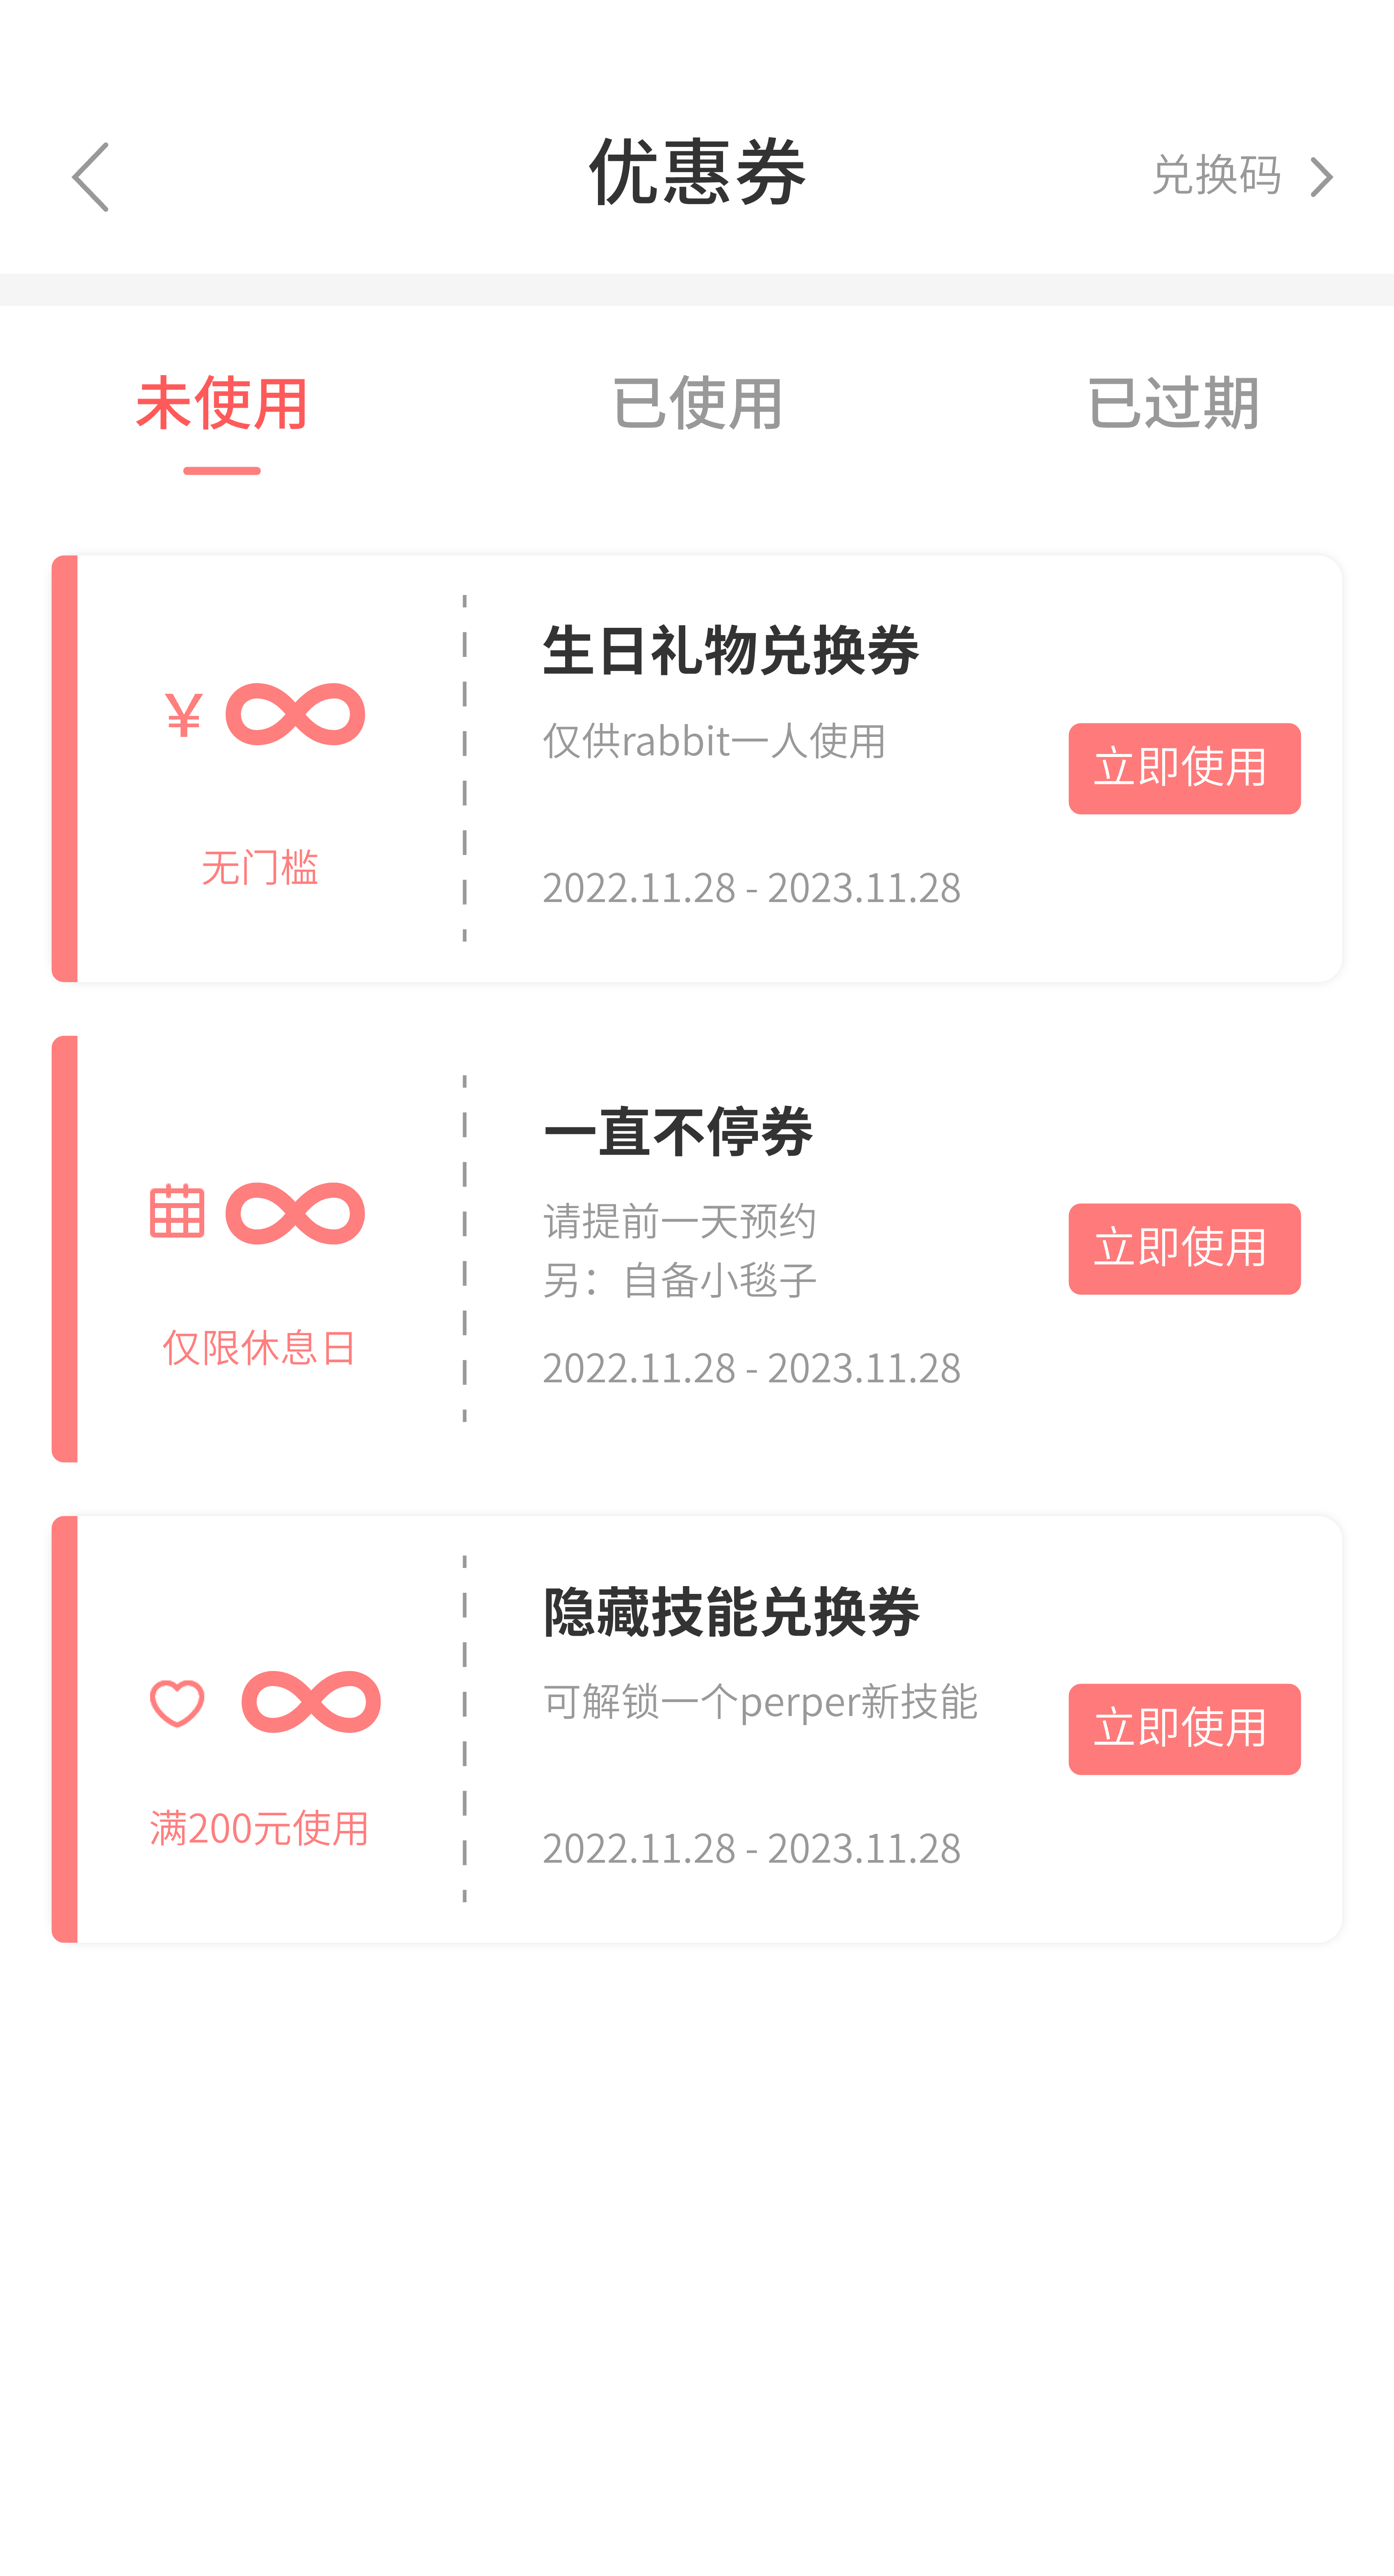 优惠券
兑换码
未使用
已使用
已过期
生日礼物兑换券
¥
仅供rabbit一人使用
立即使用
无门槛
2022.11.28 - 2023.11.28
一直不停券
请提前一天预约
另：自备小毯子
立即使用
仅限休息日
2022.11.28 - 2023.11.28
隐藏技能兑换券
可解锁一个perper新技能
立即使用
满200元使用
2022.11.28 - 2023.11.28